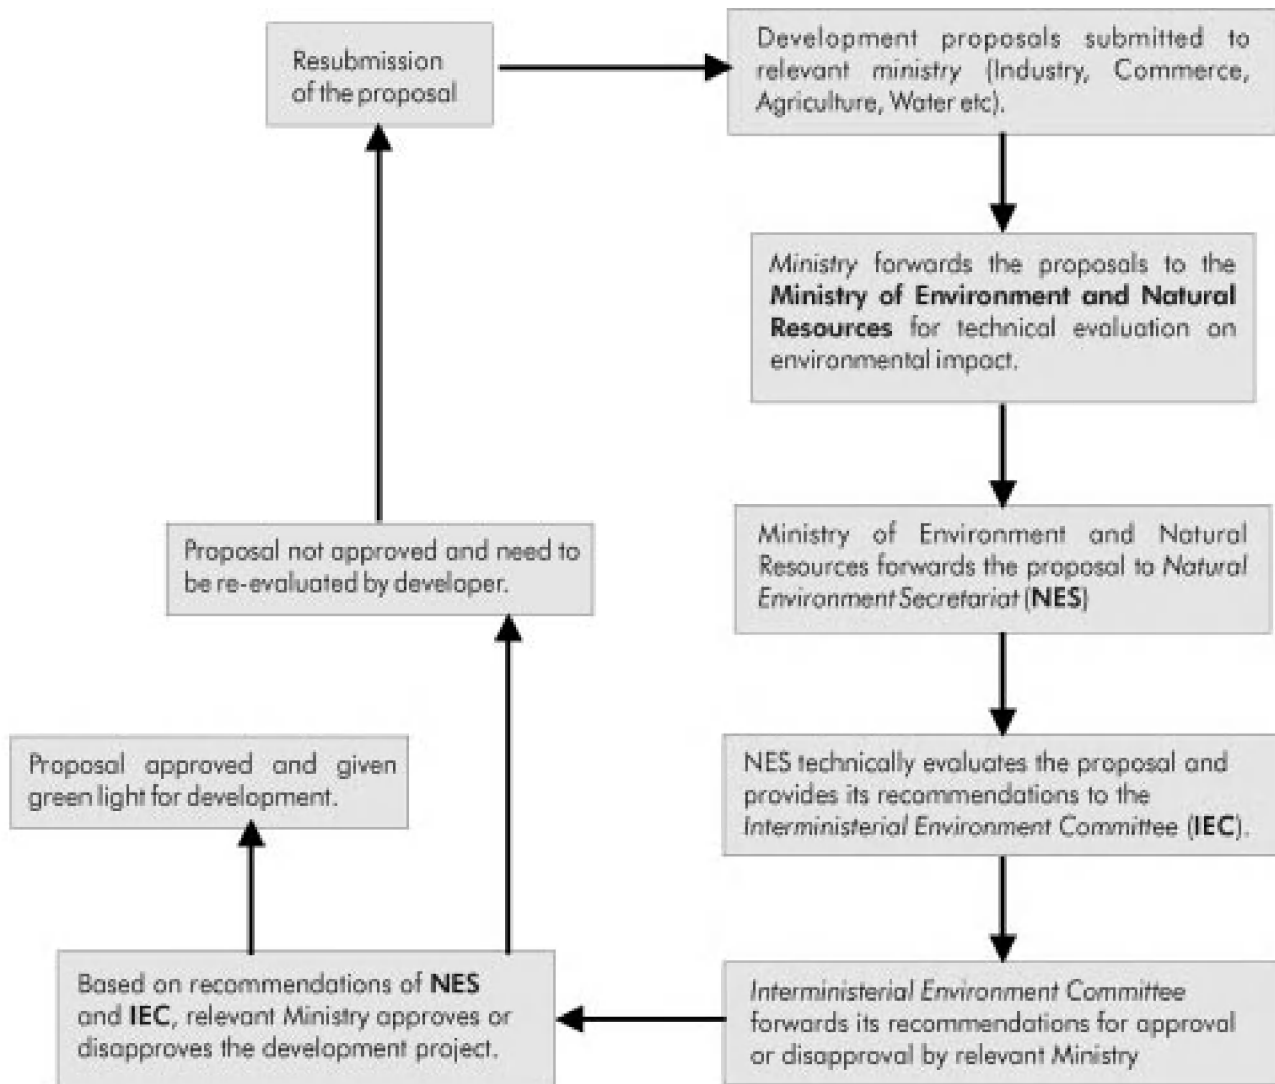 Resubmission
of the proposal
Development proposals submitted to
relevant ministry (Industry, Commerce,
Agriculture, Water etc).
Ministry forwards the proposals to the
Ministry of Environment and Natural
Resources for technical evaluation on
environmental impact.
Ministry of Environment and Natural
Resources forwards the proposal to Natural
Environment Secretariat (NES)
NES technically evaluates the proposal and
provides its recommendations to the
Interministerial Environment Committee (IEC).
Interministerial Environment Committee
forwards its recommendations for approval
or disapproval by relevant Ministry
Based on recommendations of NES
and IEC, relevant Ministry approves or
disapproves the development project.
Proposal approved and given
green light for development.
Proposal not approved and need to
be re-evaluated by developer.